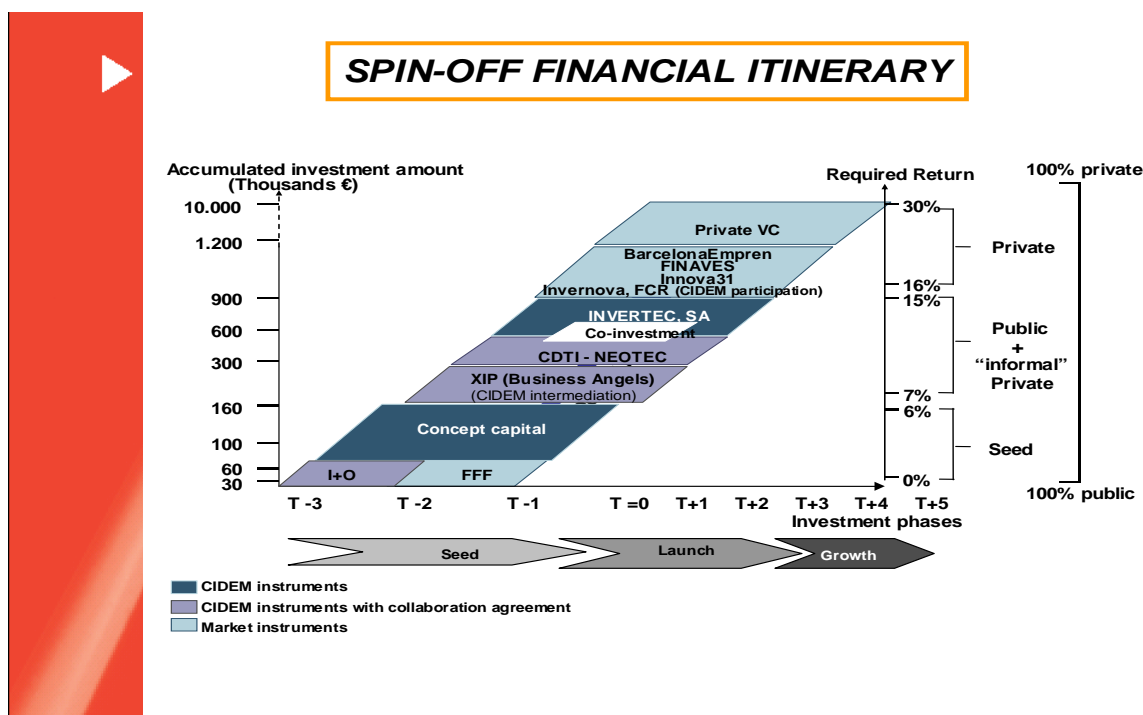 SPIN-OFF FINANCIAL ITINERARY
Accumulated investment amount
(Thousands €)
10.000
1.200
900
600
300
160
100
60
30
Private VC
BarcelonaEmpren
FINAVES
Innova31
Invernova, FCR (CIDEM participation)
INVERTEC, SA
Co-investment
CDTI - NEOTEC
XIP (Business Angels)
(CIDEM intermediation)
Concept capital
I+O
FFF
Required Return
30%
16%
15%
7%
6%
0%
100% private
Private
Public
+
“informal”
Private
Seed
100% public
T -3
T -2
T -1
T =0
T+1
T+2
T+3
T+4
T+5
Investment phases
Seed
Launch
Growth
CIDEM instruments
CIDEM instruments with collaboration agreement
Market instruments